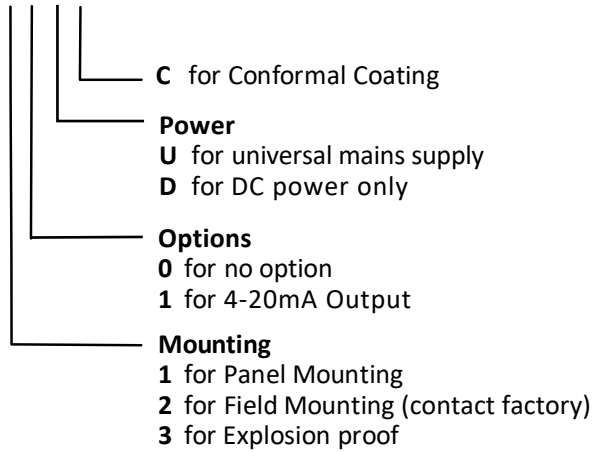 C for Conformal Coating
Power
U for universal mains supply
D for DC power only
Options
0 for no option
1 for 4-20mA Output
Mounting
1 for Panel Mounting
2 for Field Mounting (contact factory)
3 for Explosion proof